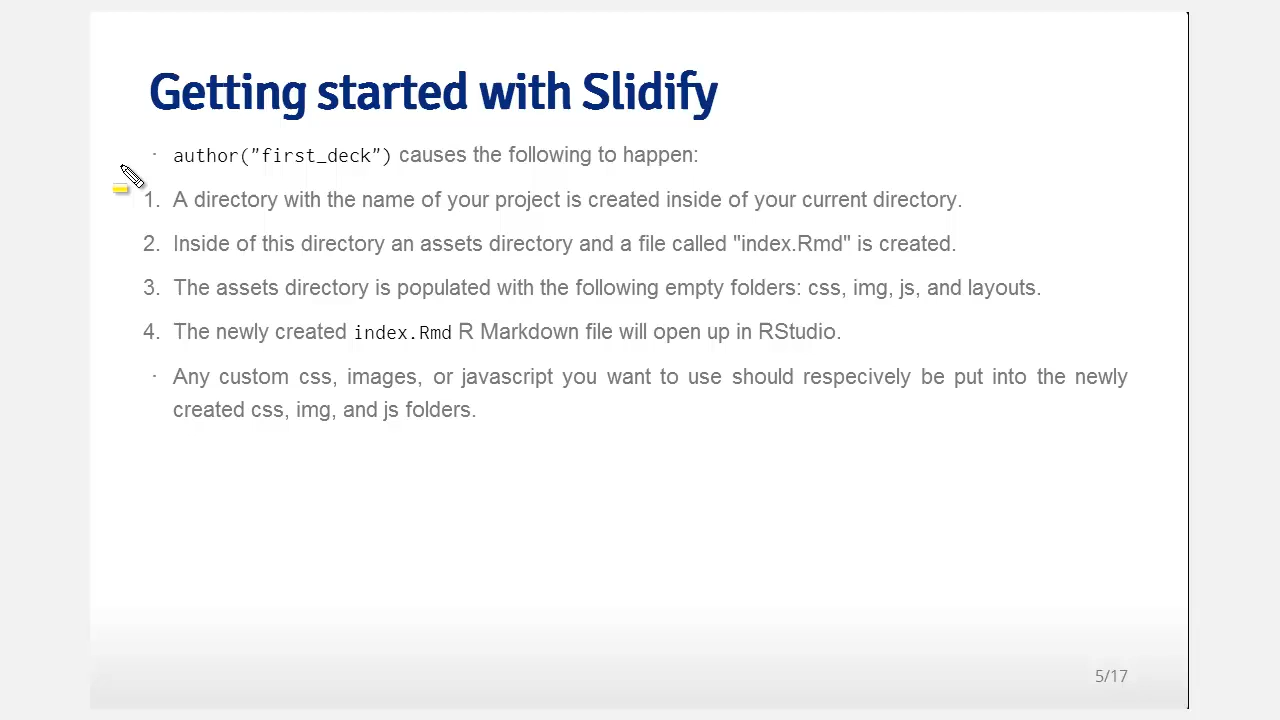 Getting started with Slidify
· author("first_deck") causes the following to happen:
1. A directory with the name of your project is created inside of your current directory.
2. Inside of this directory an assets directory and a file called "index.Rmd" is created.
3. The assets directory is populated with the following empty folders: css, img, js, and layouts.
4. The newly created index.Rmd R Markdown file will open up in RStudio.
· Any custom css, images, or javascript you want to use should respecively be put into the newly
created css, img, and js folders.
5/17